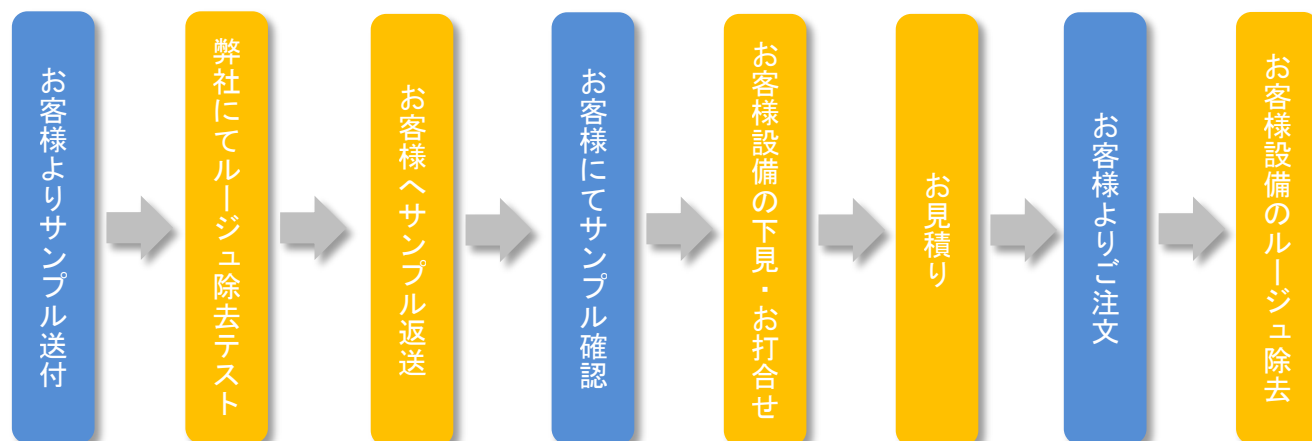 お客様よりサンプル送付
弊社にてルージュ除去テスト
お客様へサンプル返送
お客様にてサンプル確認
お客様設備の下見・お打合せ
お見積り
お客様よりご注文
お客様設備のルージュ除去